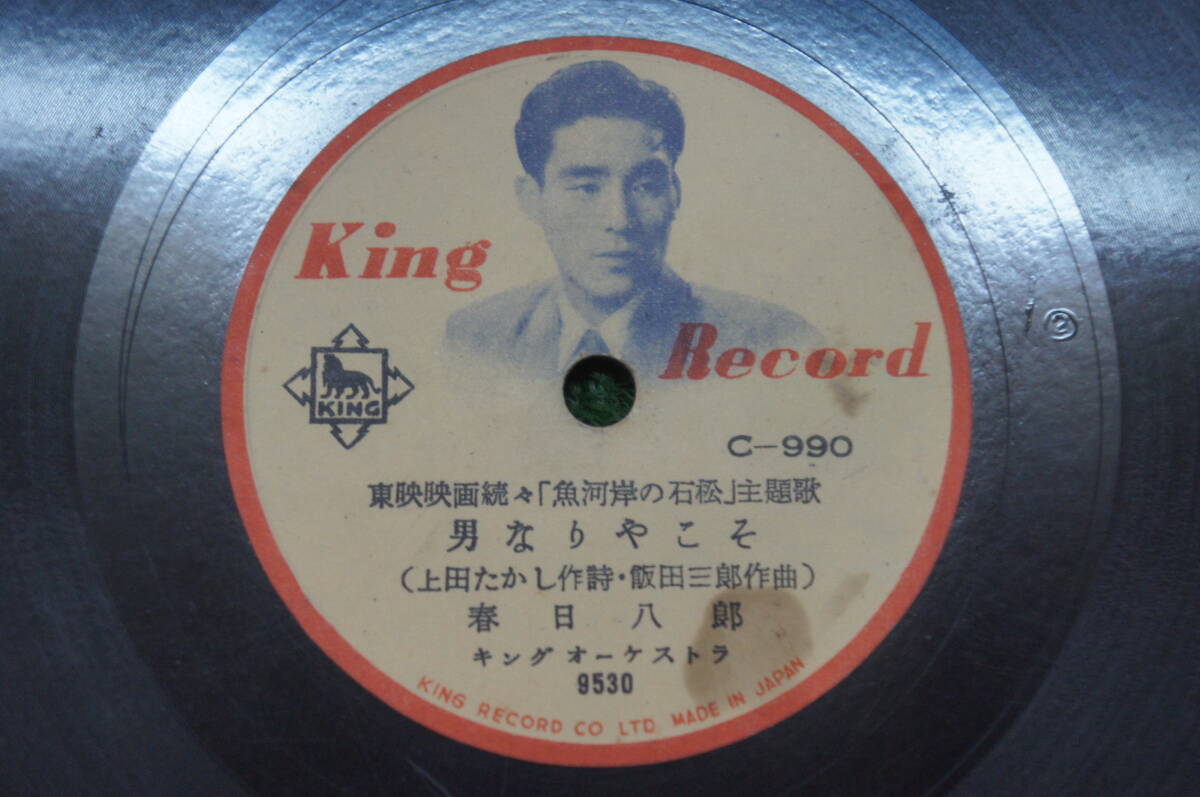 King
Record
KING
C-990
東映映画続々「魚河岸の石松」主題歌
男なりやこそ
(上田たかし作詩・飯田三郎作曲)
春日八郎
キングオーケストラ
9530
KING RECORD CO LTD. MADE IN JAPAN